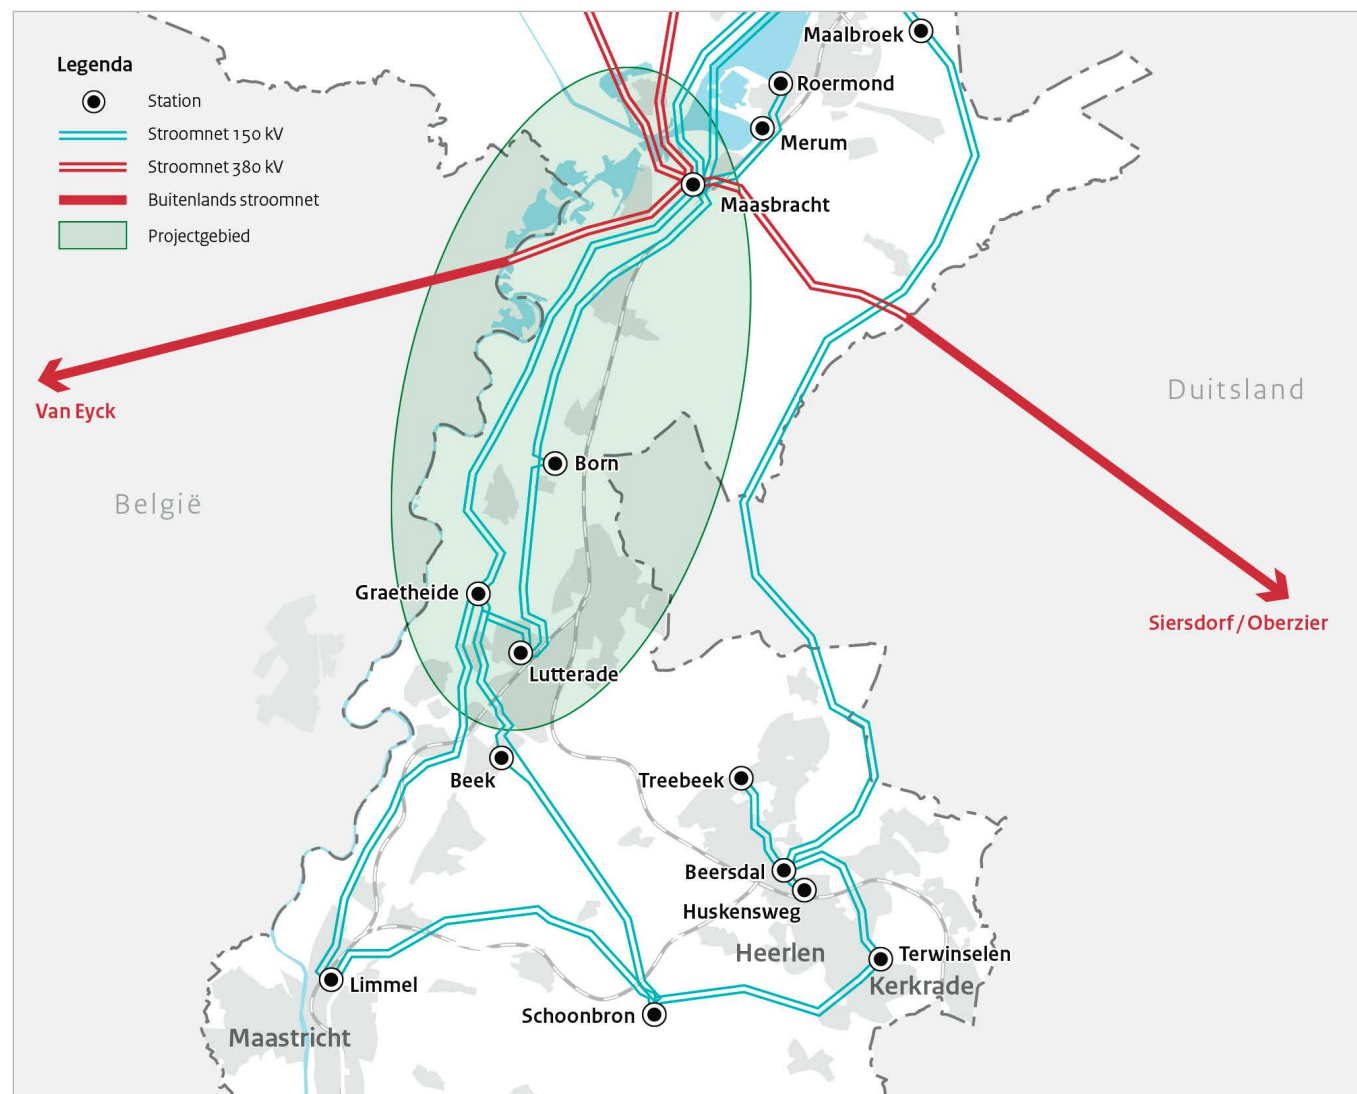 Legenda
Station
Stroomnet 150 kV
Stroomnet 380 kV
Buitenlands stroomnet
Projectgebied
Maalbroek
Roermond
Merum
Maasbracht
Van Eyck
Duitsland
België
Born
Graetheide
Siersdorf / Oberzier
Lutterade
Beek
Treebeek
Beersdal
Huskensweg
Heerlen
Terwinselen
Kerkrade
Limmel
Schoonbron
Maastricht